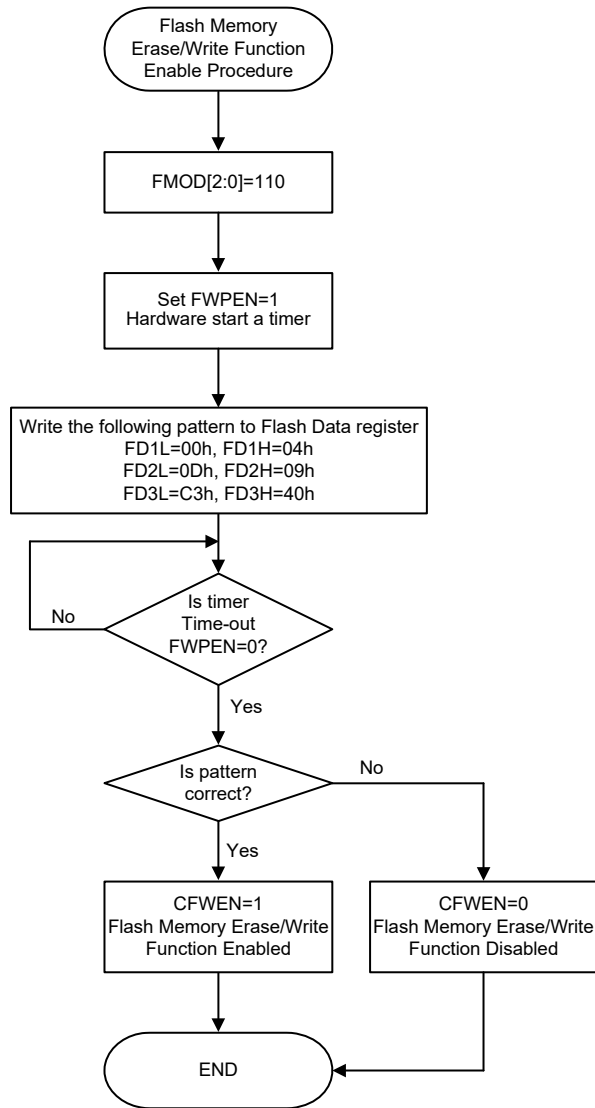 Flash Memory
Erase/Write Function
Enable Procedure
FMOD[2:0]=110
Set FWPEN=1
Hardware start a timer
Write the following pattern to Flash Data register
FD1L=00h, FD1H=04h
FD2L=0Dh, FD2H=09h
FD3L=C3h, FD3H=40h
Is timer
Time-out
FWPEN=0?
No
Yes
Is pattern
correct?
No
Yes
CFWEN=1
Flash Memory Erase/Write
Function Enabled
CFWEN=0
Flash Memory Erase/Write
Function Disabled
END